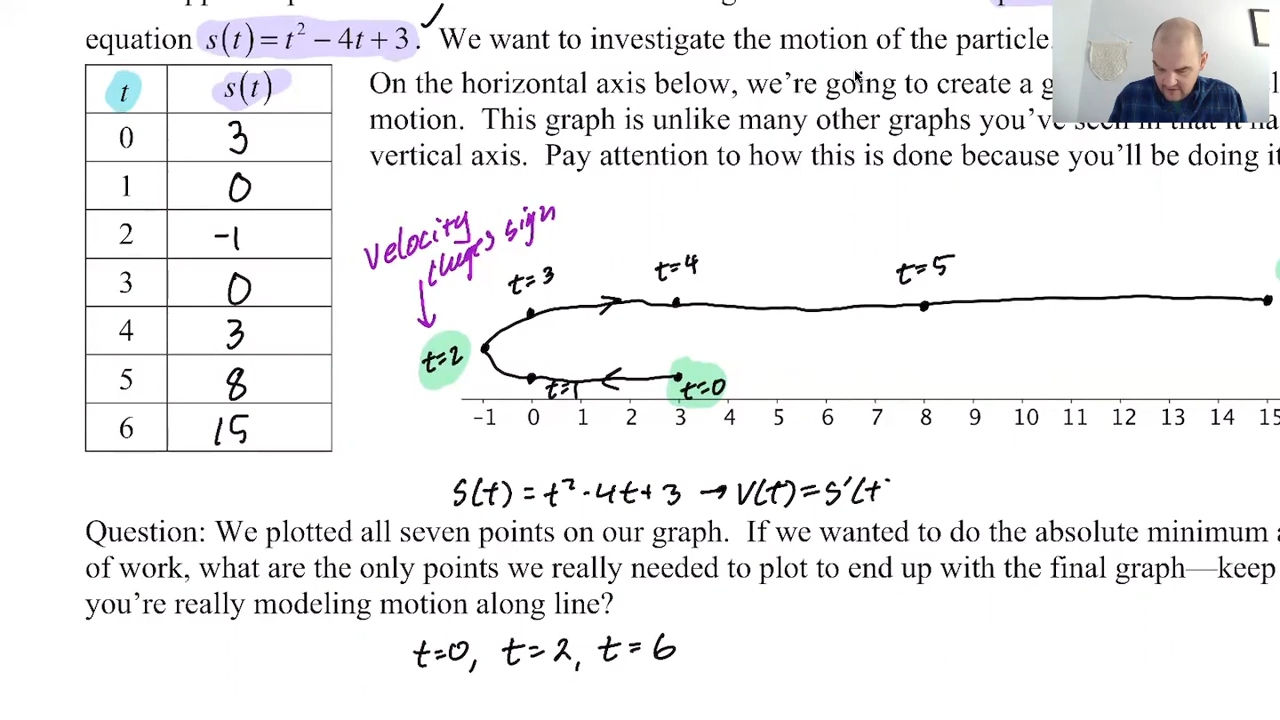 equation s(t) = t² − 4t + 3. We want to investigate the motion of the particle.
t s(t)
0 3
1 0
2 -1
3 0
4 3
5 8
6 15
On the horizontal axis below, we're going to create a
motion. This graph is unlike many other graphs you've seen in that it
vertical axis. Pay attention to how this is done because you'll be doing it
velocity
changes sign
t=3 t=4 t=5
t=2
t=1 t=0
-1 0 1 2 3 4 5 6 7 8 9 10 11 12 13 14 15
s(t) = t² - 4t + 3 → v(t) = s'(t
Question: We plotted all seven points on our graph. If we wanted to do the absolute minimum
of work, what are the only points we really needed to plot to end up with the final graph—keep
you're really modeling motion along line?
t=0, t=2, t=6